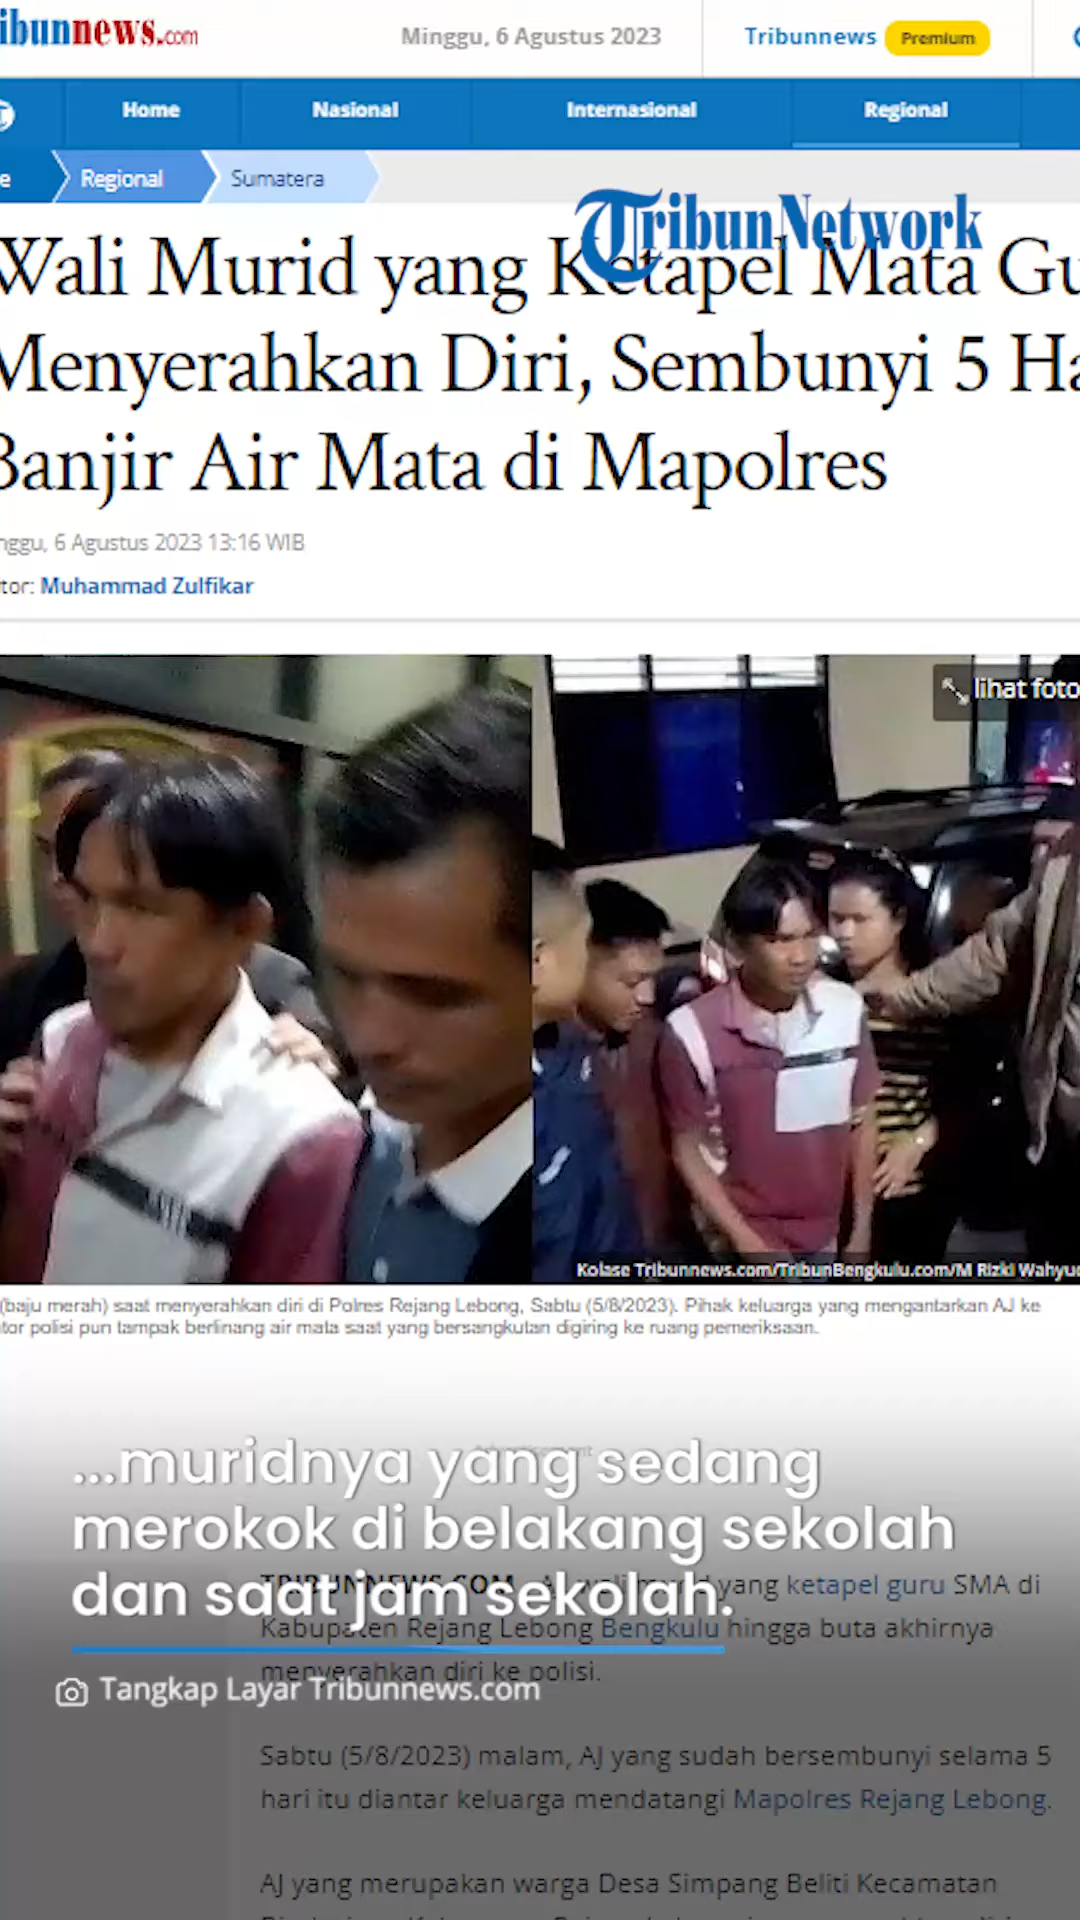 ibunnews.com
Minggu, 6 Agustus 2023
Tribunnews Premium
Home Nasional Internasional Regional
e Regional Sumatera
TribunNetwork
Wali Murid yang Ketapel Mata Gu
Menyerahkan Diri, Sembunyi 5 Ha
Banjir Air Mata di Mapolres
nggu, 6 Agustus 2023 13:16 WIB
tor: Muhammad Zulfikar
lihat foto
Kolase Tribunnews.com/TribunBengkulu.com/M Rizki Wahyu
(baju merah) saat menyerahkan diri di Polres Rejang Lebong, Sabtu (5/8/2023). Pihak keluarga yang mengantarkan AJ ke
tor polisi pun tampak berlinang air mata saat yang bersangkutan digiring ke ruang pemeriksaan.
...muridnya yang sedang
merokok di belakang sekolah
dan saat jam sekolah.
TRIBUNNEWS.COM yang ketapel guru SMA di
Kabupaten Rejang Lebong Bengkulu hingga buta akhirnya
menyerahkan diri ke polisi.
Tangkap Layar Tribunnews.com
Sabtu (5/8/2023) malam, AJ yang sudah bersembunyi selama 5
hari itu diantar keluarga mendatangi Mapolres Rejang Lebong.
AJ yang merupakan warga Desa Simpang Beliti Kecamatan